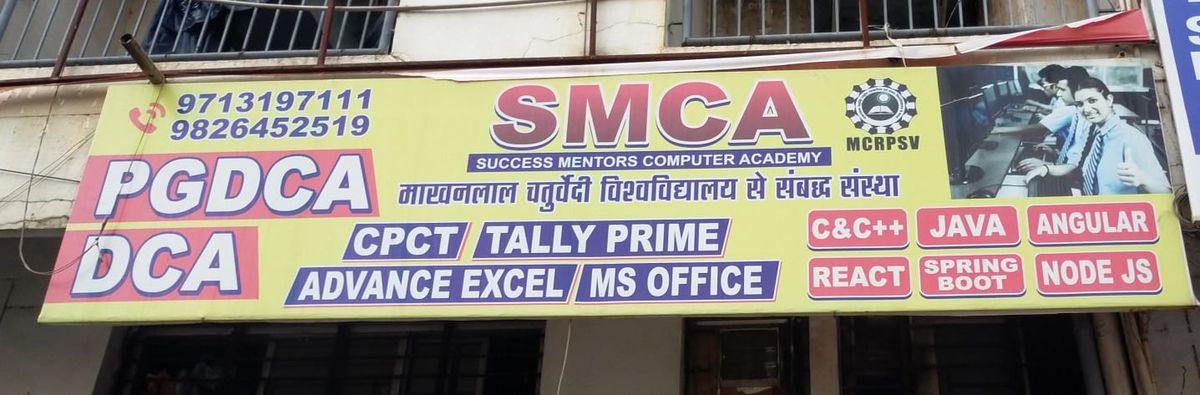 9713197111
9826452519
SMCA
SUCCESS MENTORS COMPUTER ACADEMY
MCRPSV
माखनलाल चतुर्वेदी विश्वविद्यालय से संबद्ध संस्था
PGDCA
DCA
CPCT TALLY PRIME
ADVANCE EXCEL MS OFFICE
C&C++ JAVA ANGULAR
REACT SPRING BOOT NODE JS